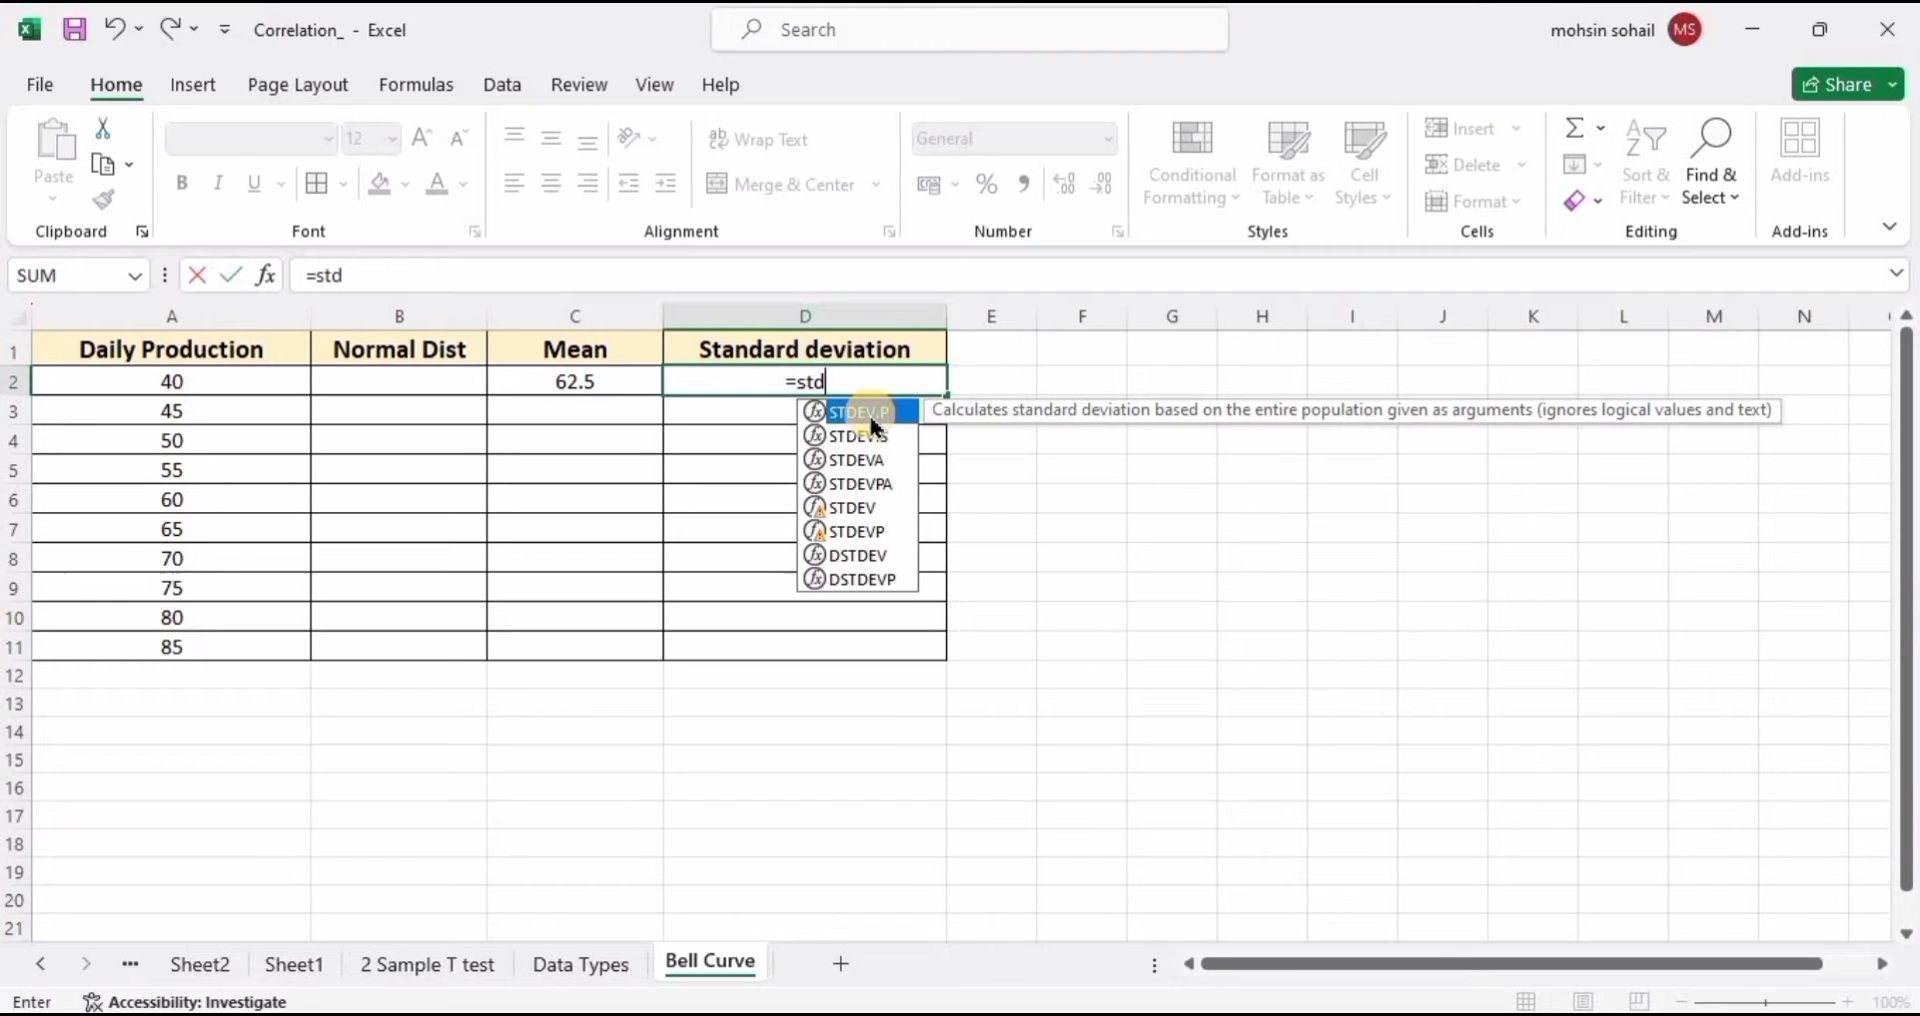 Correlation_ - Excel
Search
mohsin sohail MS
File Home Insert Page Layout Formulas Data Review View Help
Share
12 A^ A˅ ab Wrap Text General Insert
Paste B I U A Merge & Center % Conditional Formatting Format as Table Cell Styles Delete Format Sort & Filter Find & Select Add-ins
Clipboard Font Alignment Number Styles Cells Editing Add-ins
SUM fx =std
A B C D E F G H I J K L M N
1 Daily Production Normal Dist Mean Standard deviation
2 40 62.5 =std
3 45 STDEV.P Calculates standard deviation based on the entire population given as arguments (ignores logical values and text)
4 50 STDEV.S
5 55 STDEVA
STDEVPA
6 60 STDEV
7 65 STDEVP
8 70 DSTDEV
9 75 DSTDEVP
10 80
11 85
12
13
14
15
16
17
18
19
20
21
Sheet2 Sheet1 2 Sample T test Data Types Bell Curve
Enter Accessibility: Investigate 100%